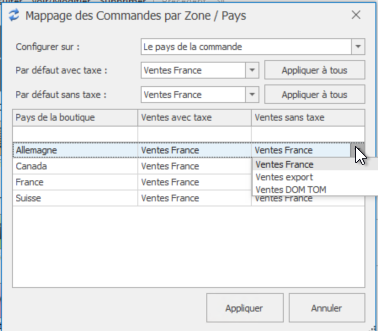 Mappage des Commandes par Zone / Pays
Configurer sur : Le pays de la commande
Par défaut avec taxe : Ventes France Appliquer à tous
Par défaut sans taxe : Ventes France Appliquer à tous
Pays de la boutique Ventes avec taxe Ventes sans taxe
Allemagne Ventes France Ventes France
Canada Ventes France Ventes France
France Ventes France Ventes export
Suisse Ventes France Ventes DOM TOM
Ventes France
Appliquer Annuler